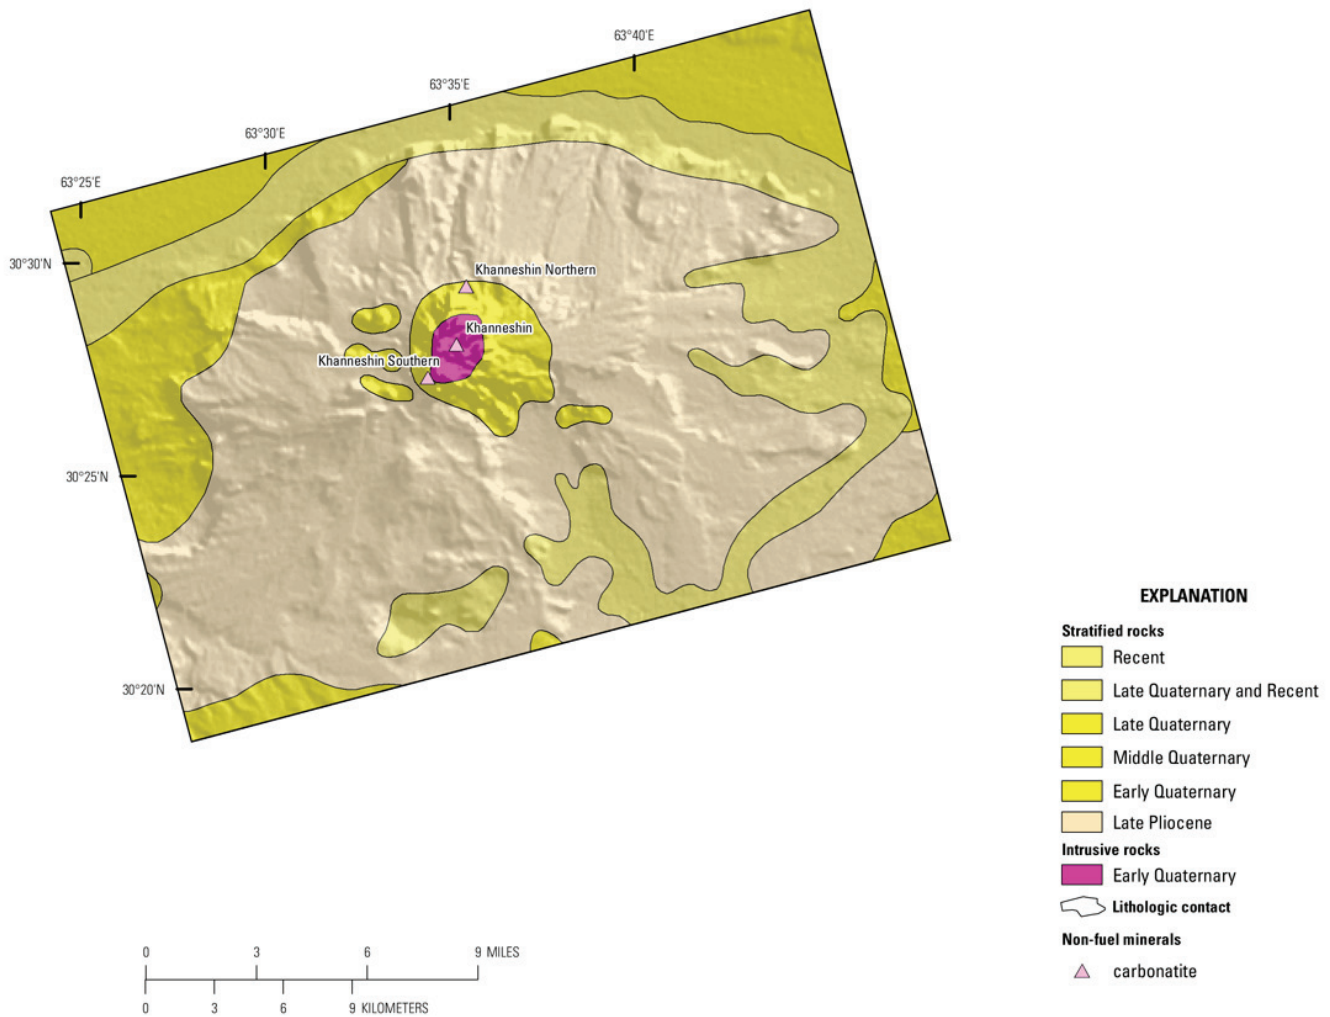 63°40'E
63°35'E
63°30'E
63°25'E
30°30'N
Khanneshin Northern
Khanneshin
Khanneshin Southern
30°25'N
30°20'N
EXPLANATION
Stratified rocks
Recent
Late Quaternary and Recent
Late Quaternary
Middle Quaternary
Early Quaternary
Late Pliocene
Intrusive rocks
Early Quaternary
Lithologic contact
Non-fuel minerals
carbonatite
0 3 6 9 MILES
0 3 6 9 KILOMETERS